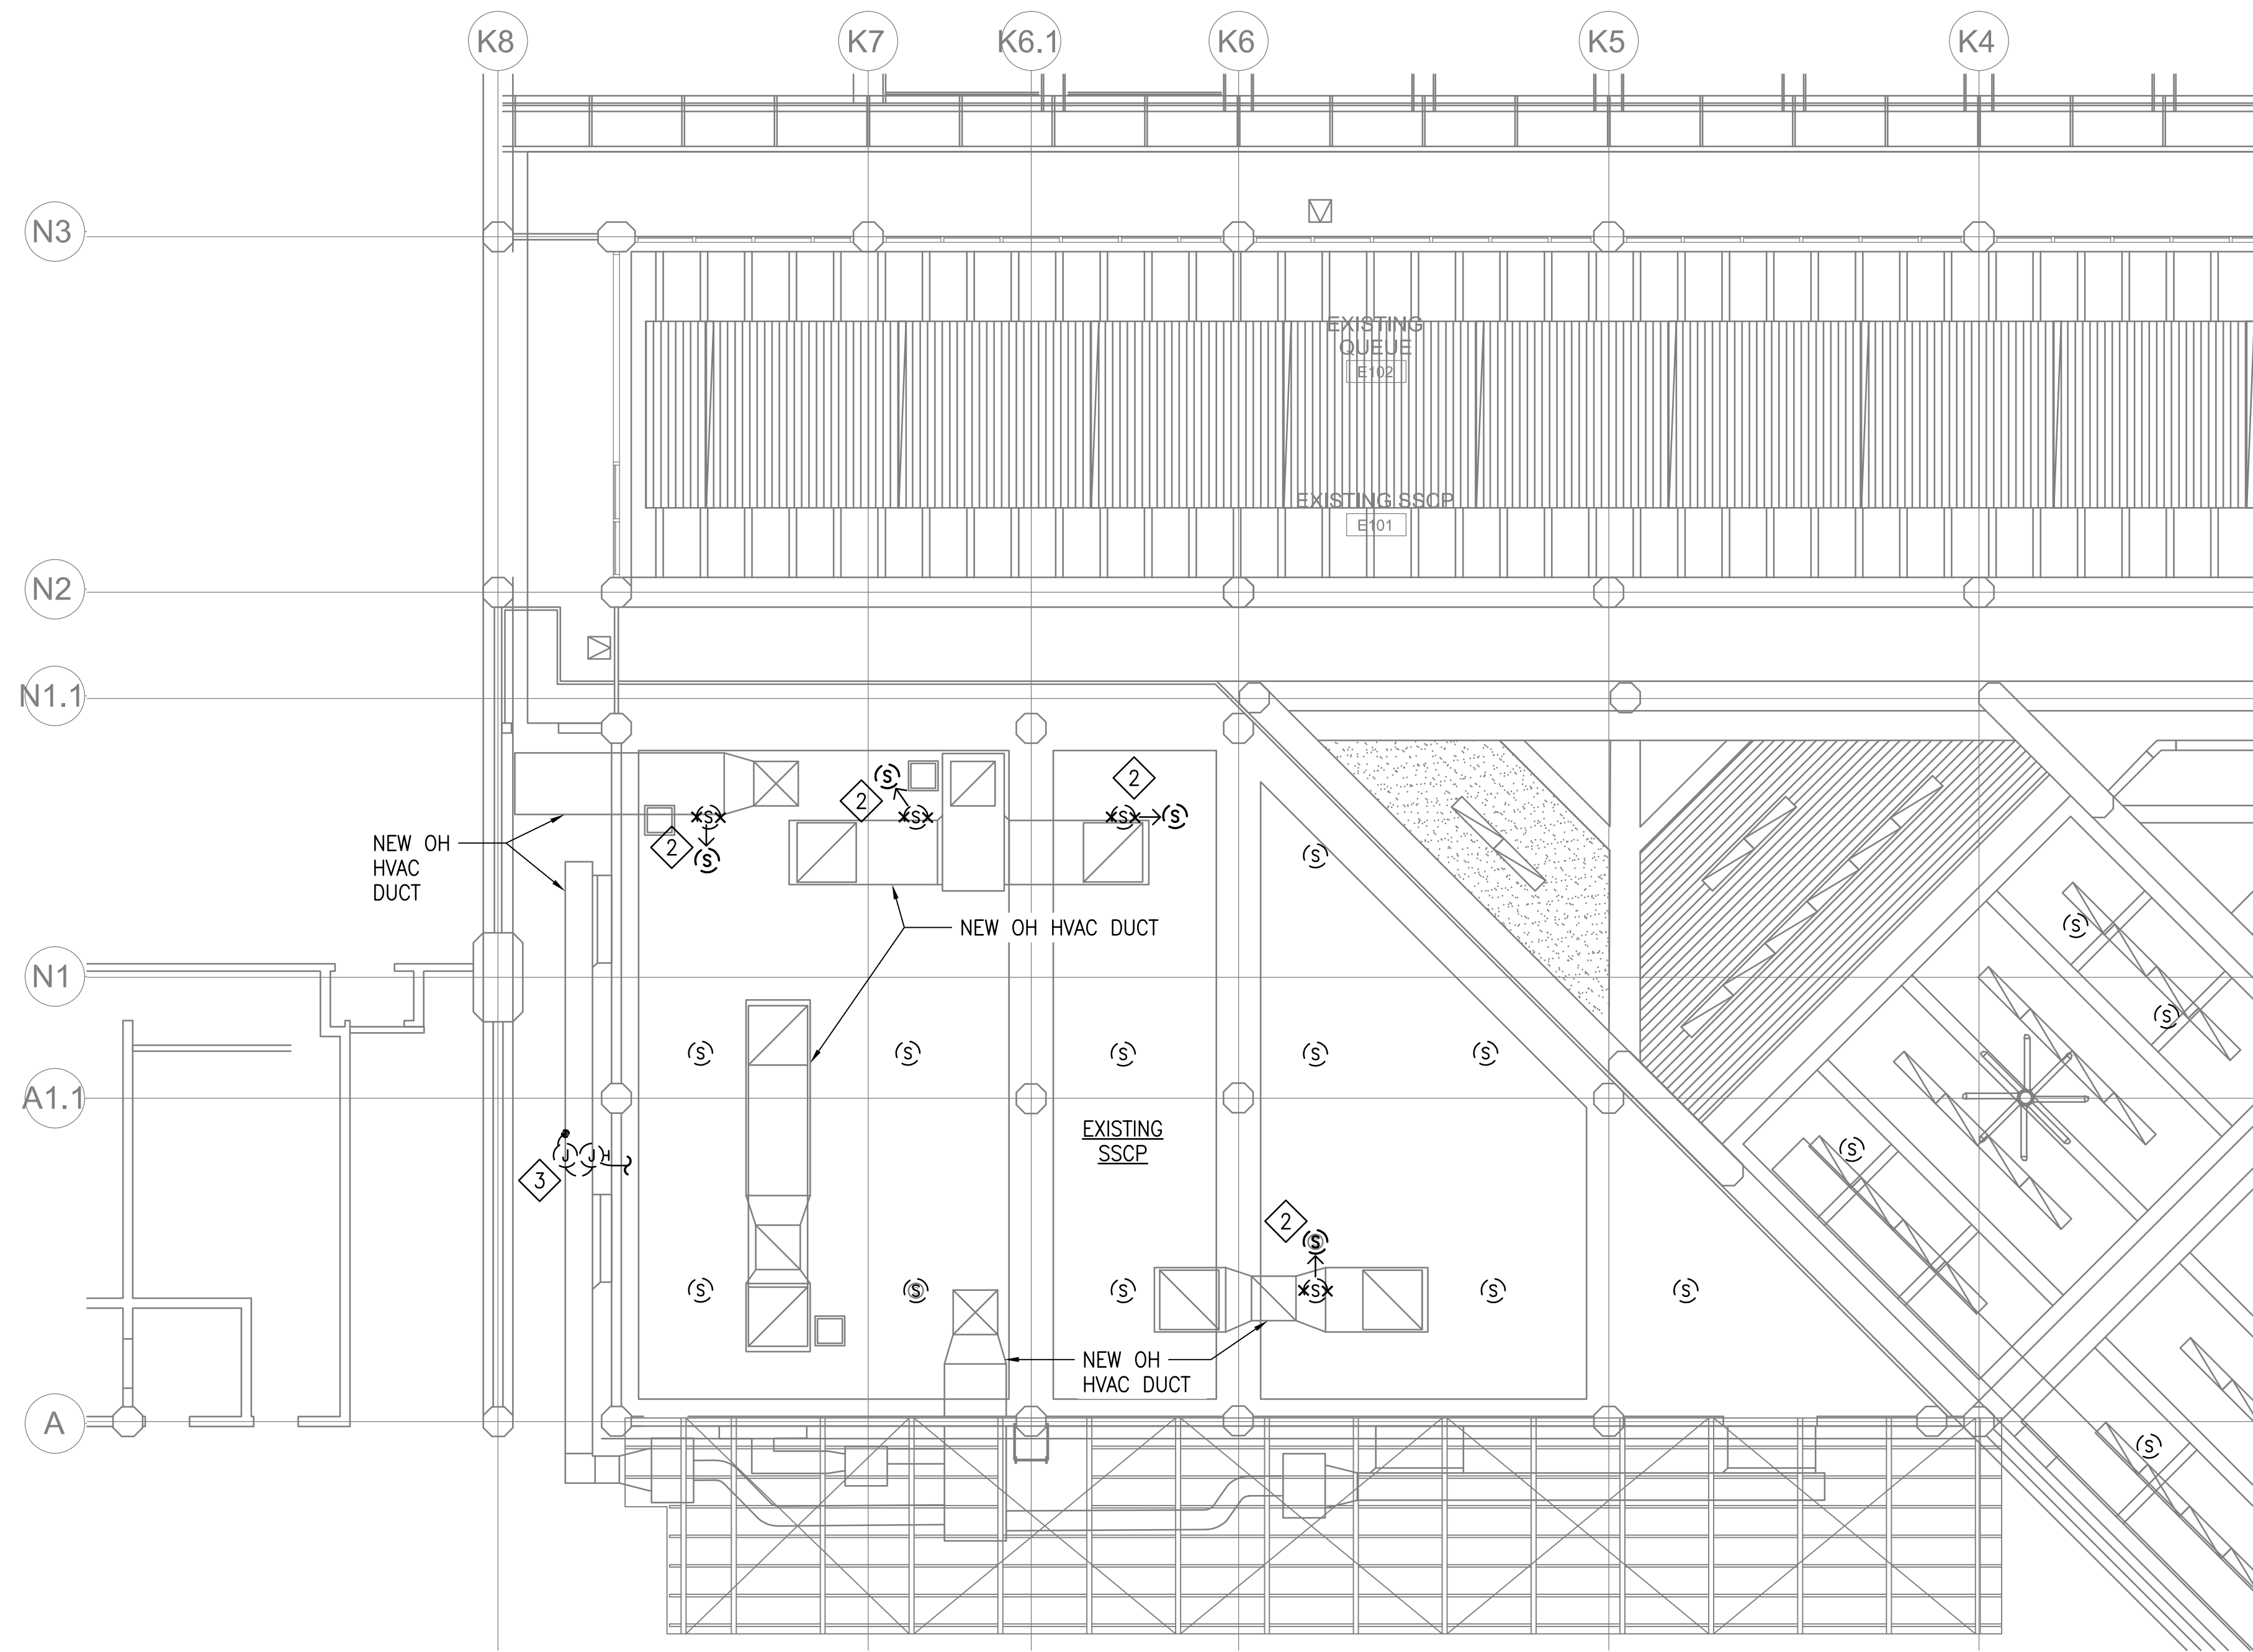 K8
K7
K6.1
K6
K5
K4
N3
EXISTING
QUEUE
E102
EXISTING SSCP
E101
N2
N1.1
2
S
2
S
2
S
S
S
S
2
S
S
NEW OH
HVAC
DUCT
NEW OH HVAC DUCT
S
S
N1
S
S
S
S
S
A1.1
EXISTING
SSCP
J
J
H
3
S
2
S
S
S
S
S
S
S
NEW OH
HVAC DUCT
A
S